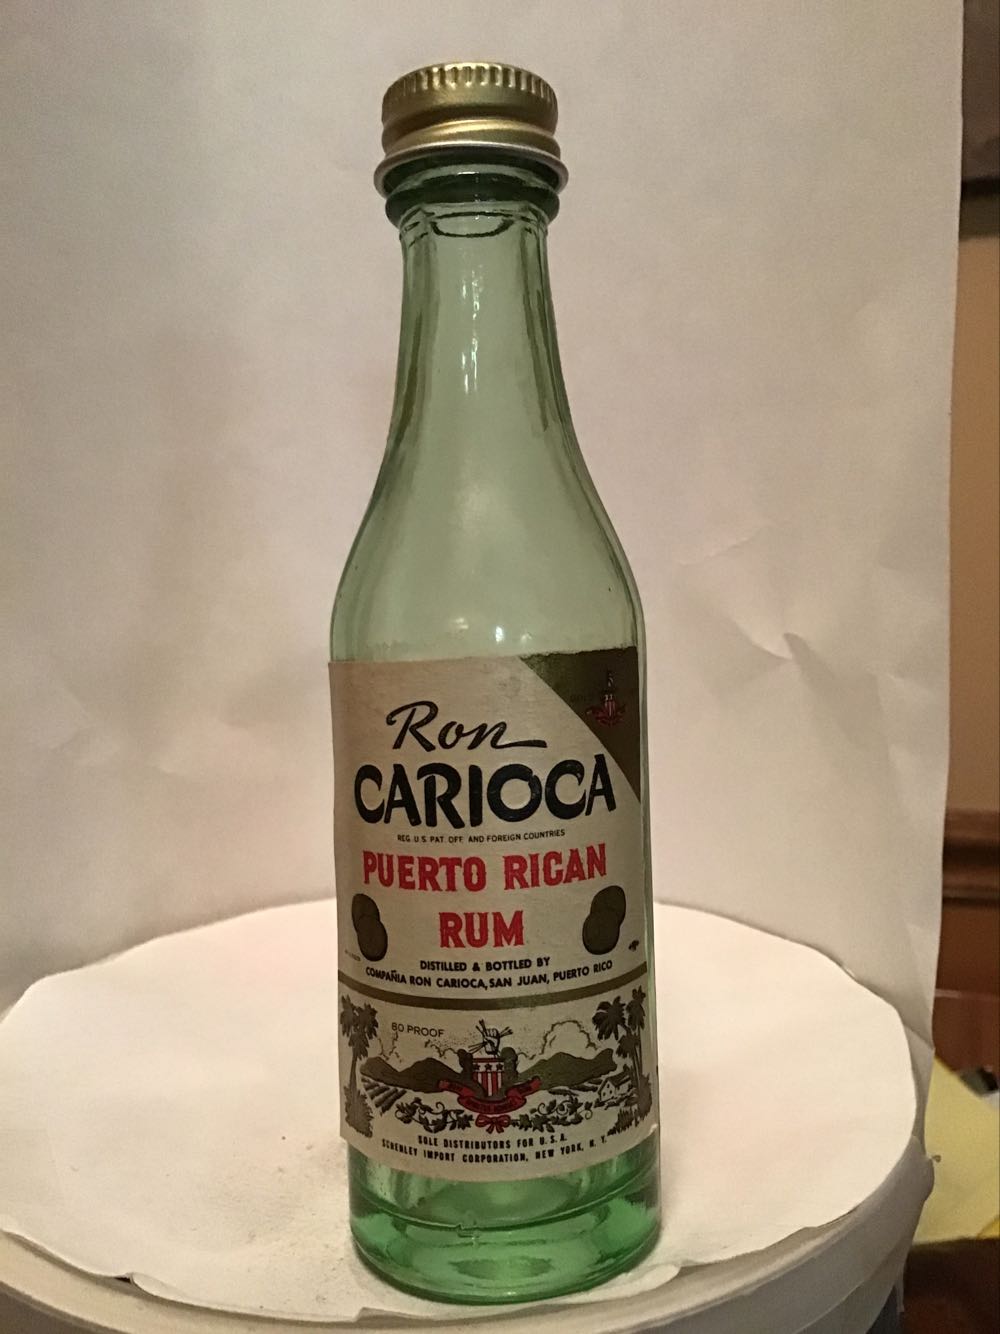 Ron
CARIOCA
REG. U.S. PAT. OFF. AND FOREIGN COUNTRIES
PUERTO RICAN
RUM
DISTILLED & BOTTLED BY
COMPAÑIA RON CARIOCA, SAN JUAN, PUERTO RICO
80 PROOF
SOLE DISTRIBUTORS FOR U.S.A.
SCHENLEY IMPORT CORPORATION, NEW YORK, N. Y.